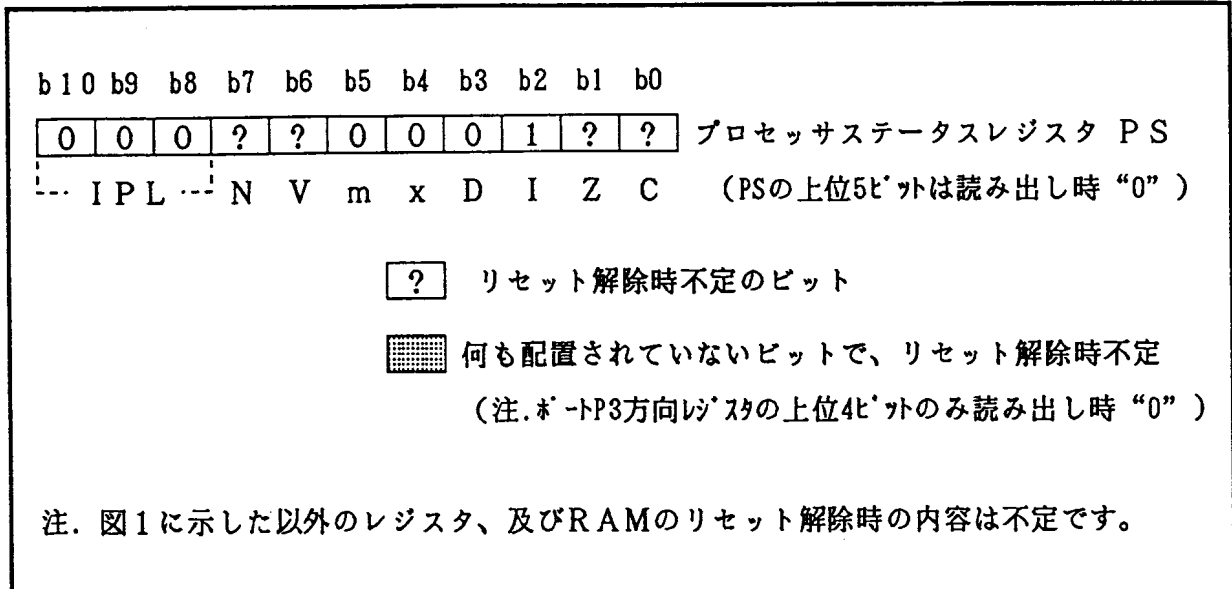 b10 b9 b8 b7 b6 b5 b4 b3 b2 b1 b0
0 0 0 ? ? 0 0 0 1 ? ? プロセッサステータスレジスタ PS
IPL N V m x D I Z C (PSの上位5ビットは読み出し時“0”)
? リセット解除時不定のビット
何も配置されていないビットで、リセット解除時不定
(注.ポートP3方向レジスタの上位4ビットのみ読み出し時“0”)
注. 図1に示した以外のレジスタ、及びRAMのリセット解除時の内容は不定です。